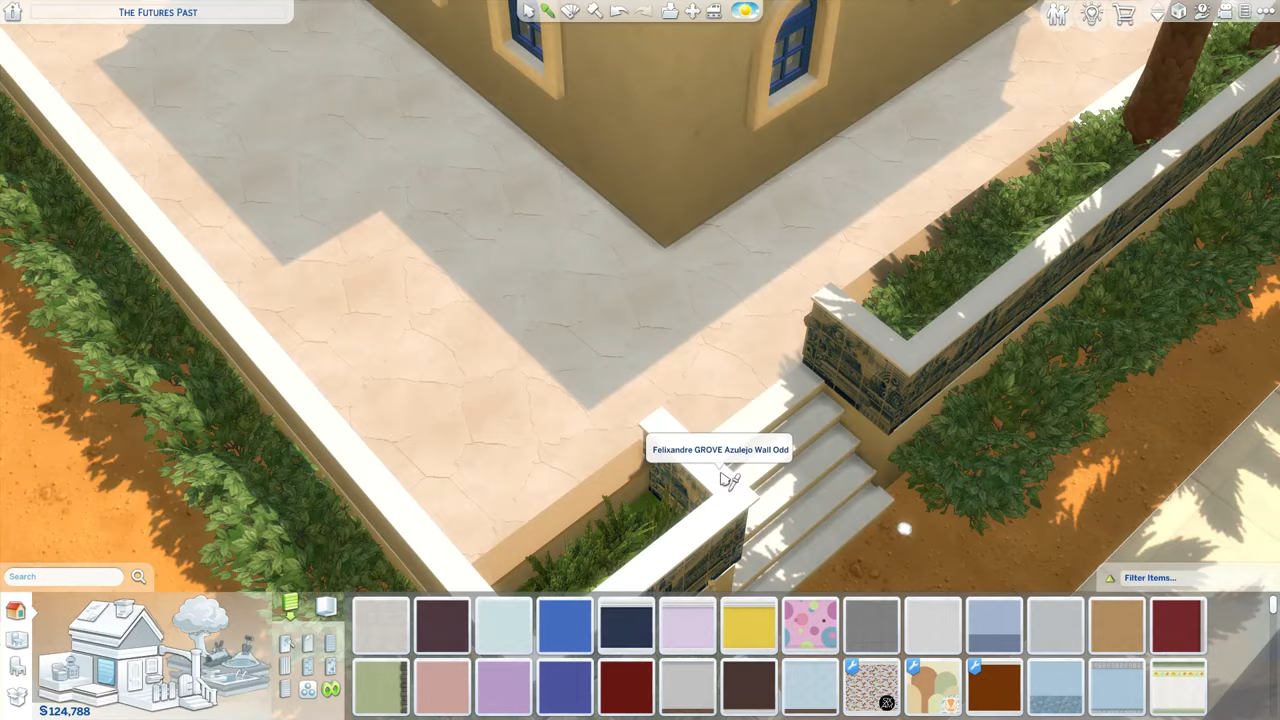 THE FUTURES PAST
Felixandre GROVE Azulejo Wall Odd
Search
Filter Items...
$124,788